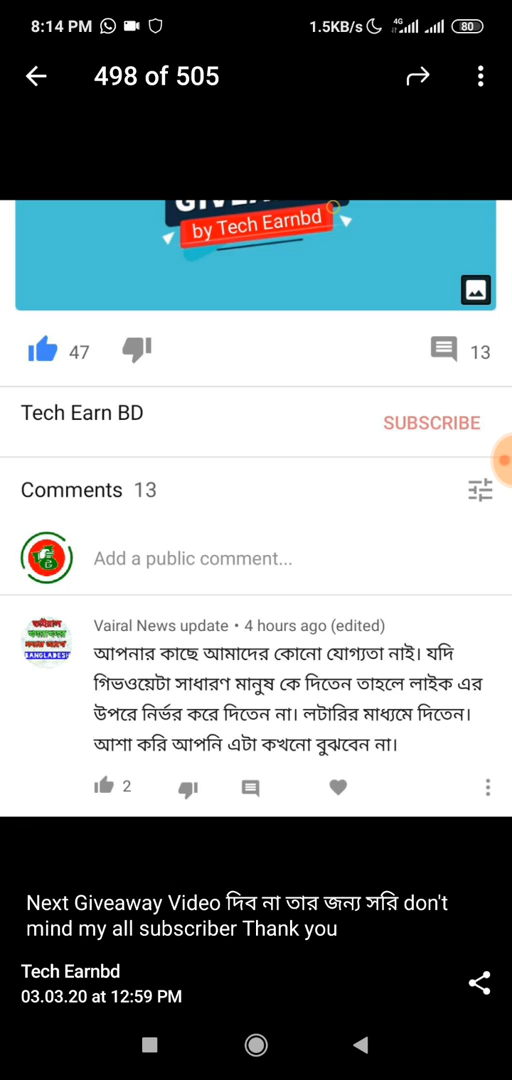 8:14 PM
1.5KB/s
4G
80
498 of 505
by Tech Earnbd
47
13
Tech Earn BD
SUBSCRIBE
Comments 13
Add a public comment...
Vairal News update • 4 hours ago (edited)
আপনার কাছে আমাদের কোনো যোগ্যতা নাই। যদি
গিভওয়েটা সাধারণ মানুষ কে দিতেন তাহলে লাইক এর
উপরে নির্ভর করে দিতেন না। লটারির মাধ্যমে দিতেন।
আশা করি আপনি এটা কখনো বুঝবেন না।
2
Next Giveaway Video দিব না তার জন্য সরি don't
mind my all subscriber Thank you
Tech Earnbd
03.03.20 at 12:59 PM